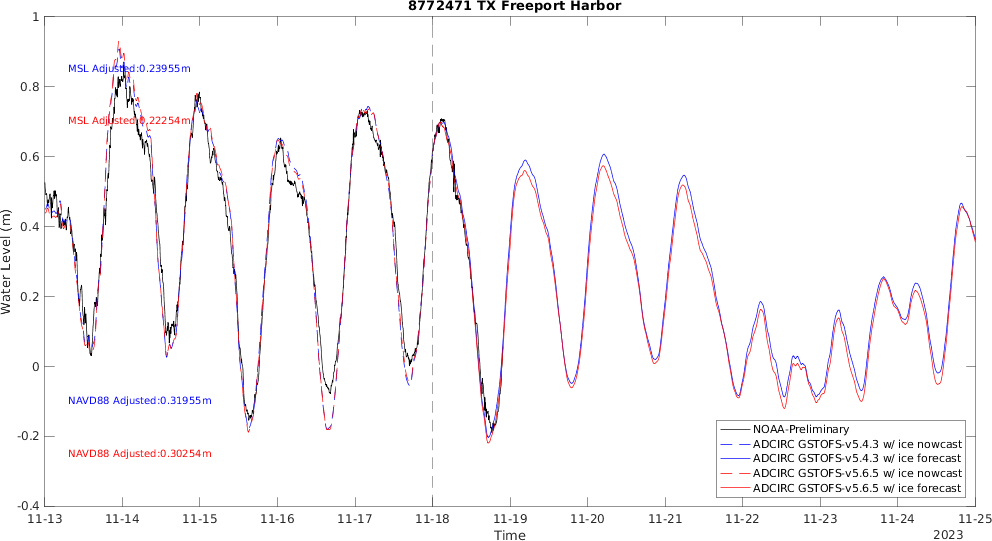 8772471 TX Freeport Harbor
1
0.8
0.6
0.4
0.2
0
-0.2
-0.4
Water Level (m)
MSL Adjusted:0.23955m
MSL Adjusted:0.22254m
NAVD88 Adjusted:0.31955m
NAVD88 Adjusted:0.30254m
NOAA-Preliminary
ADCIRC GSTOFS-v5.4.3 w/ ice nowcast
ADCIRC GSTOFS-v5.4.3 w/ ice forecast
ADCIRC GSTOFS-v5.6.5 w/ ice nowcast
ADCIRC GSTOFS-v5.6.5 w/ ice forecast
11-13 11-14 11-15 11-16 11-17 11-18 11-19 11-20 11-21 11-22 11-23 11-24 11-25
Time
2023